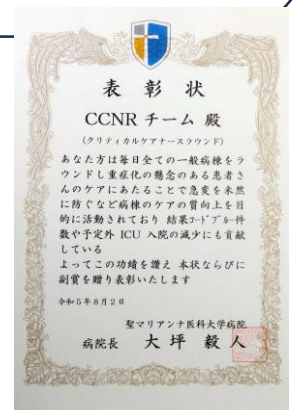 表彰状
CCNR チーム 殿
(クリティカルケアナースラウンド)
あなた方は毎日全ての一般病棟をラ
ウンドし重症化の懸念のある患者さ
んのケアにあたることで急変を未然
に防ぐなど病棟のケアの質向上を目
的に活動されており 結果コードブルー件
数や予定外 ICU 入院の減少にも貢献
している
よってこの功績を讃え 本状ならびに
副賞を贈り表彰いたします
令和5年8月2日
聖マリアンナ医科大学病院
病院長 大坪毅人